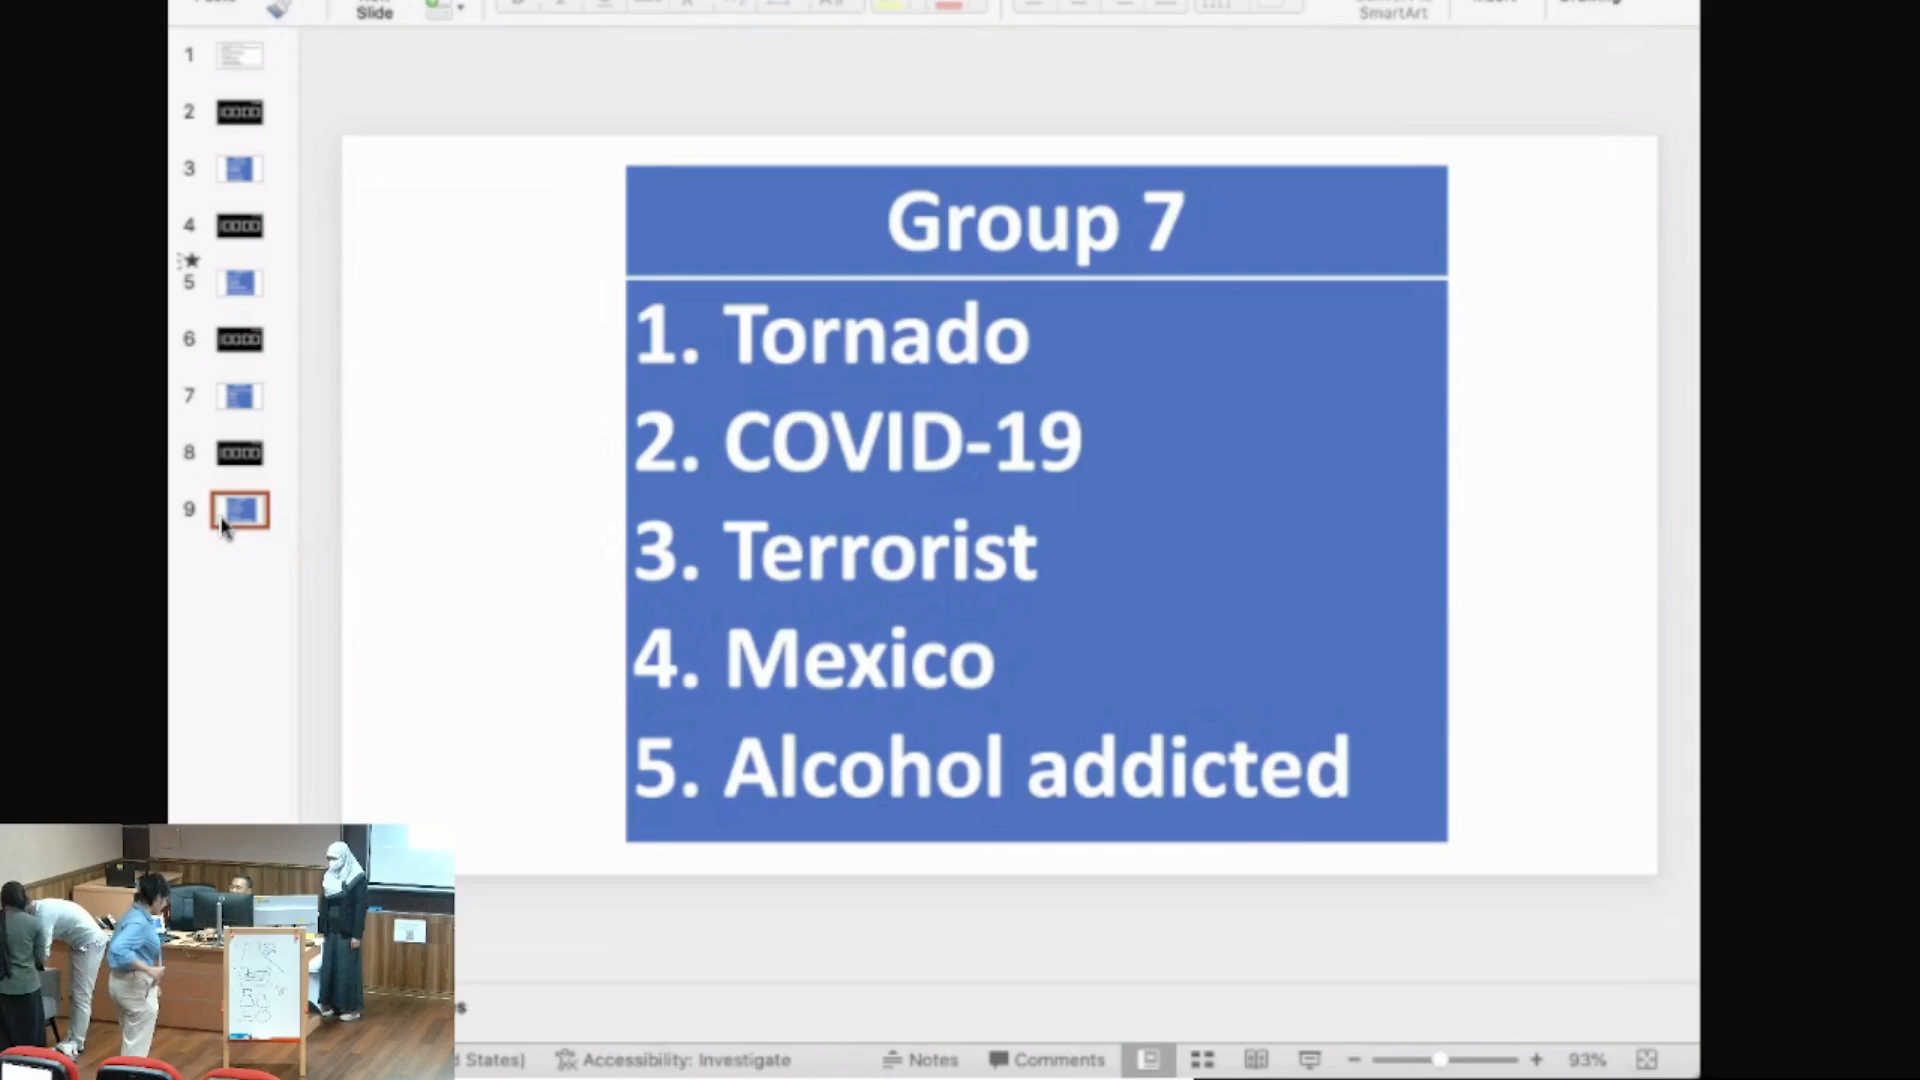 Slide
SmartArt
1
2
3
4
5
6
7
8
9
Group 7
1. Tornado
2. COVID-19
3. Terrorist
4. Mexico
5. Alcohol addicted
d States)
Accessibility: Investigate
Notes
Comments
93%